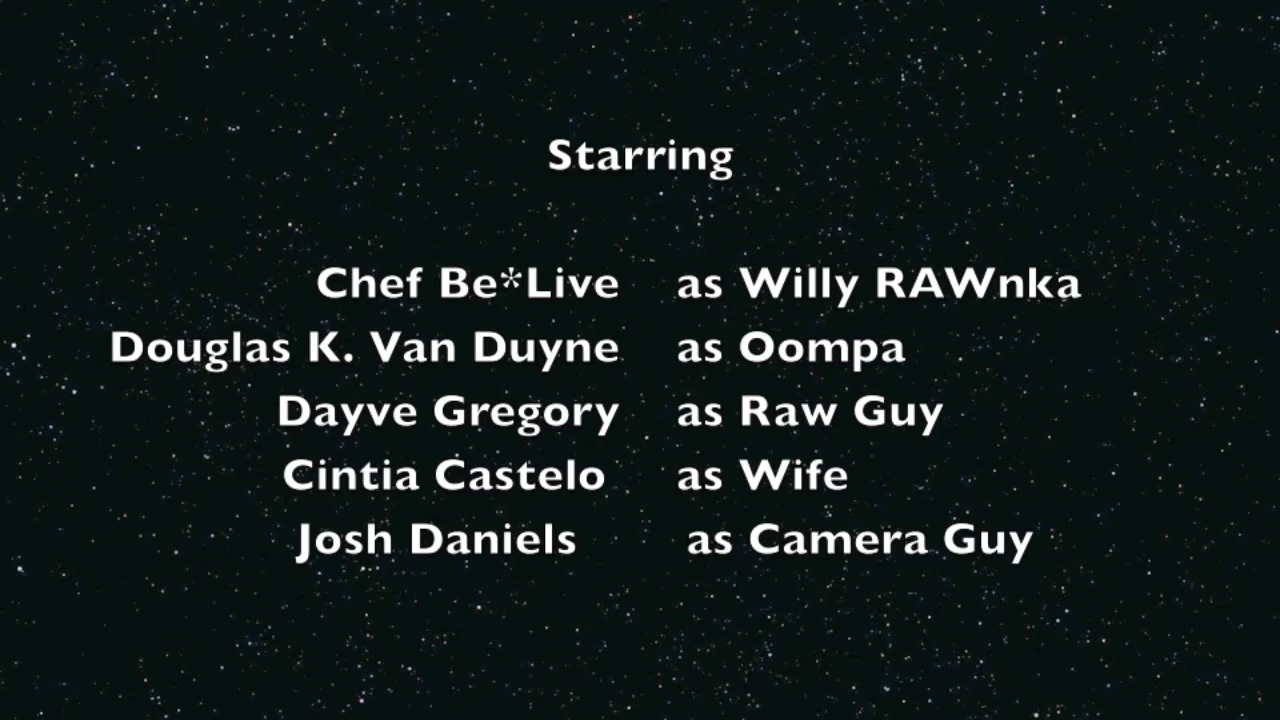 Starring
Chef Be*Live as Willy RAWnka
Douglas K. Van Duyne as Oompa
Dayve Gregory as Raw Guy
Cintia Castelo as Wife
Josh Daniels as Camera Guy